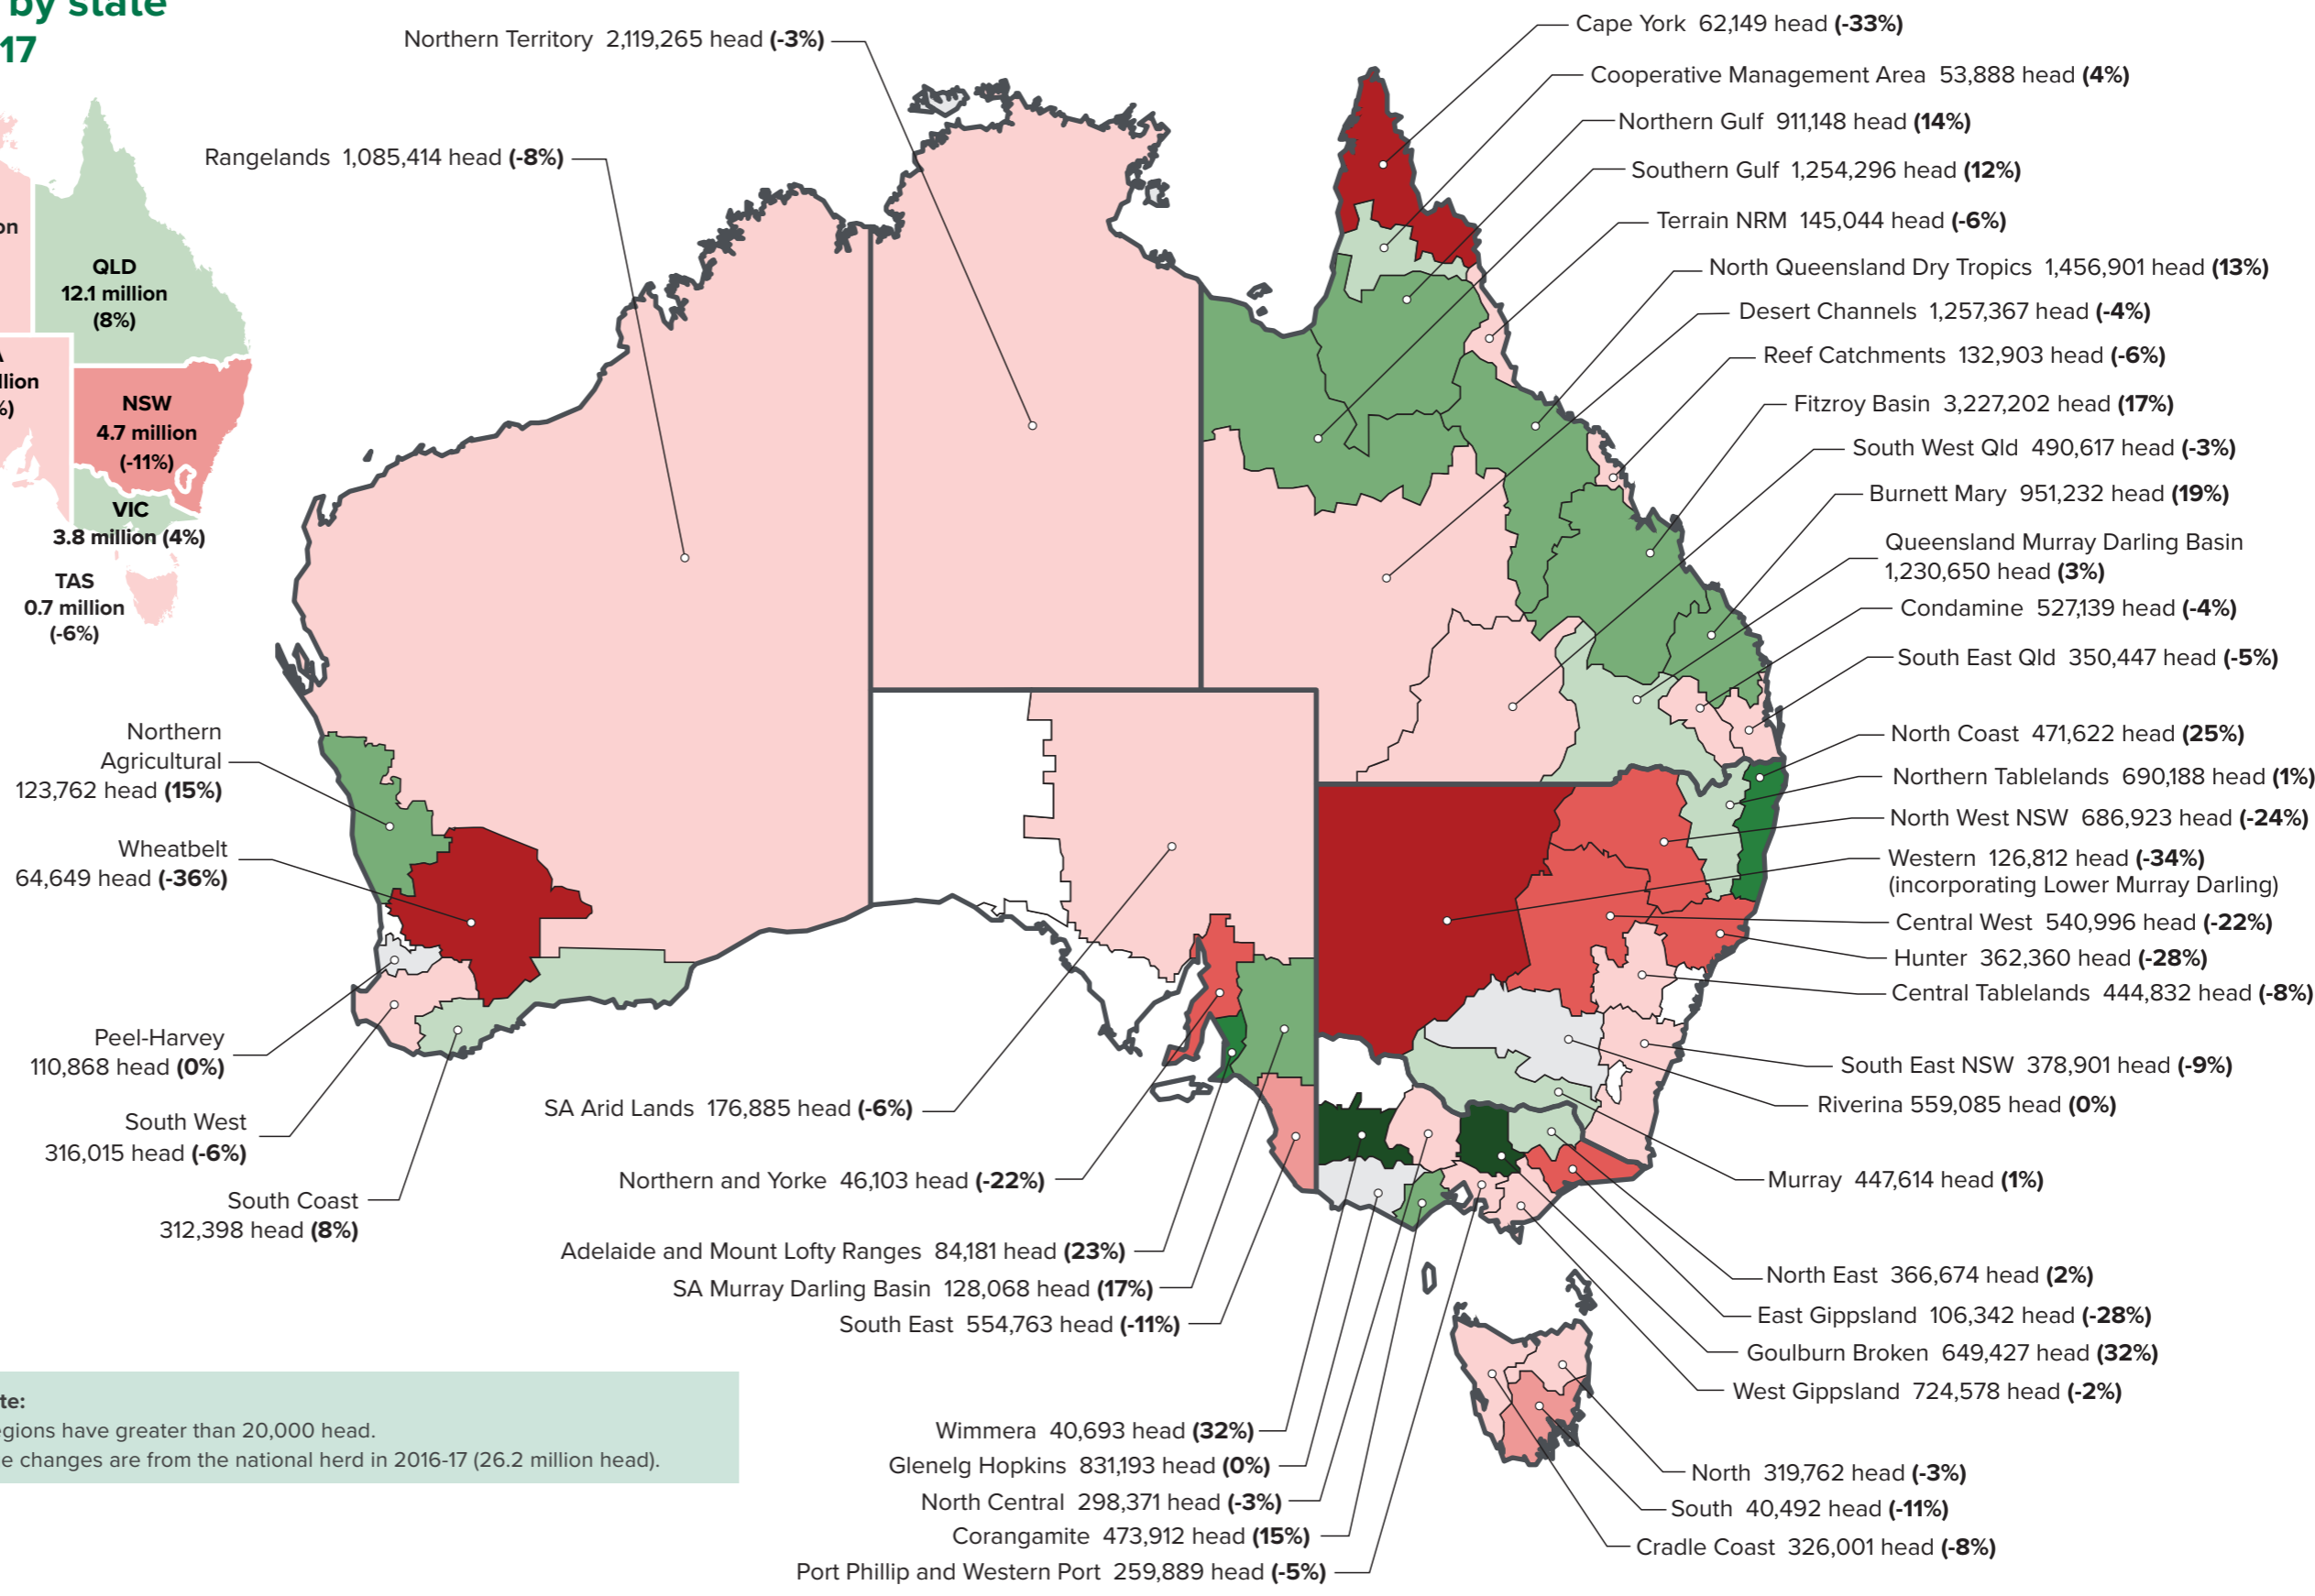 by state
17
QLD
12.1 million
(8%)
NSW
4.7 million
(-11%)
VIC
3.8 million (4%)
TAS
0.7 million
(-6%)
Northern Territory 2,119,265 head (-3%)
Rangelands 1,085,414 head (-8%)
Northern
Agricultural
123,762 head (15%)
Wheatbelt
64,649 head (-36%)
Peel-Harvey
110,868 head (0%)
South West
316,015 head (-6%)
South Coast
312,398 head (8%)
SA Arid Lands 176,885 head (-6%)
Northern and Yorke 46,103 head (-22%)
Adelaide and Mount Lofty Ranges 84,181 head (23%)
SA Murray Darling Basin 128,068 head (17%)
South East 554,763 head (-11%)
Wimmera 40,693 head (32%)
Glenelg Hopkins 831,193 head (0%)
North Central 298,371 head (-3%)
Corangamite 473,912 head (15%)
Port Phillip and Western Port 259,889 head (-5%)
Cape York 62,149 head (-33%)
Cooperative Management Area 53,888 head (4%)
Northern Gulf 911,148 head (14%)
Southern Gulf 1,254,296 head (12%)
Terrain NRM 145,044 head (-6%)
North Queensland Dry Tropics 1,456,901 head (13%)
Desert Channels 1,257,367 head (-4%)
Reef Catchments 132,903 head (-6%)
Fitzroy Basin 3,227,202 head (17%)
South West Qld 490,617 head (-3%)
Burnett Mary 951,232 head (19%)
Queensland Murray Darling Basin
1,230,650 head (3%)
Condamine 527,139 head (-4%)
South East Qld 350,447 head (-5%)
North Coast 471,622 head (25%)
Northern Tablelands 690,188 head (1%)
North West NSW 686,923 head (-24%)
Western 126,812 head (-34%)
(incorporating Lower Murray Darling)
Central West 540,996 head (-22%)
Hunter 362,360 head (-28%)
Central Tablelands 444,832 head (-8%)
South East NSW 378,901 head (-9%)
Riverina 559,085 head (0%)
Murray 447,614 head (1%)
North East 366,674 head (2%)
East Gippsland 106,342 head (-28%)
Goulburn Broken 649,427 head (32%)
West Gippsland 724,578 head (-2%)
North 319,762 head (-3%)
South 40,492 head (-11%)
Cradle Coast 326,001 head (-8%)
have greater than 20,000 head.
changes are from the national herd in 2016-17 (26.2 million head).